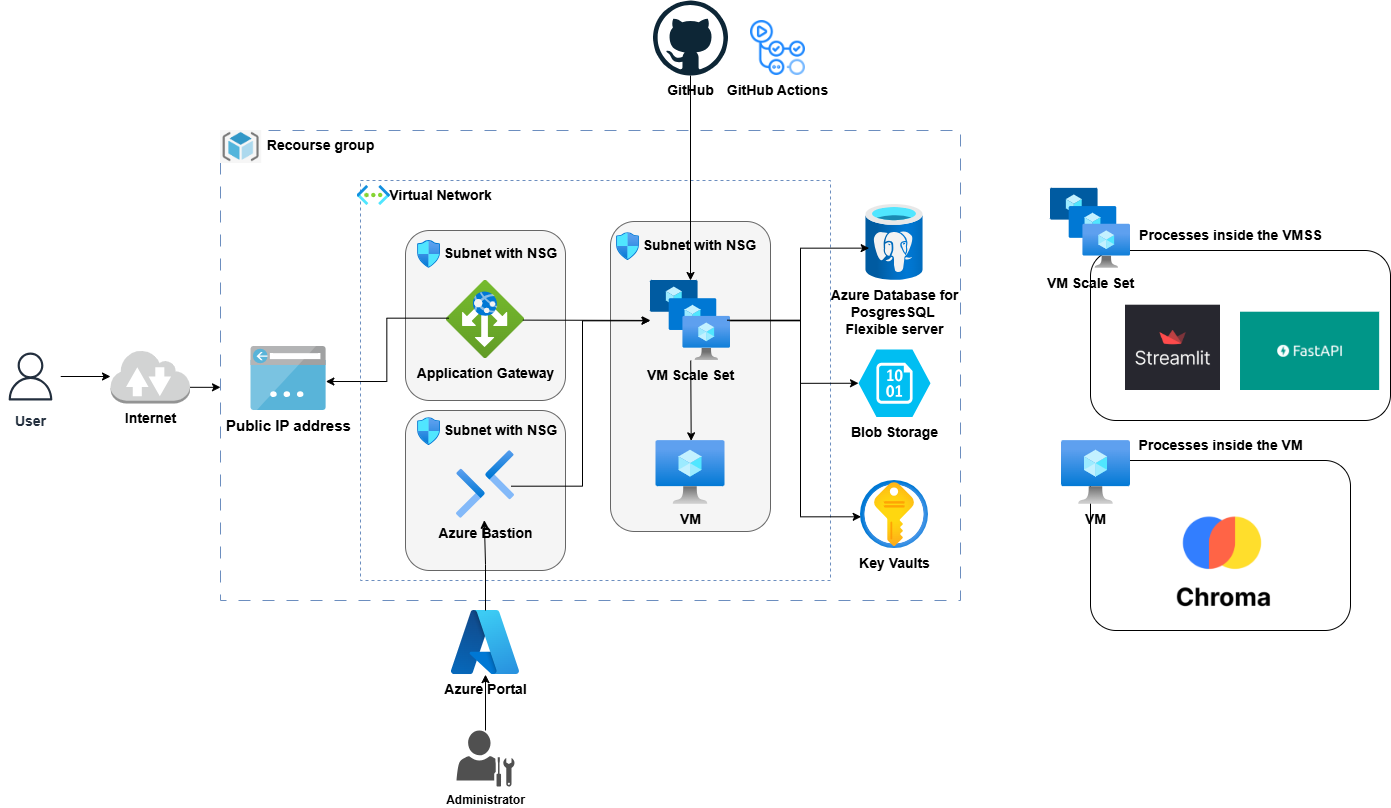 GitHub
GitHub Actions
Recourse group
Virtual Network
Subnet with NSG
Application Gateway
Subnet with NSG
Azure Bastion
Subnet with NSG
VM Scale Set
VM
User
Internet
Public IP address
Azure Database for
PosgresSQL
Flexible server
10
01
Blob Storage
Key Vaults
Azure Portal
Administrator
Processes inside the VMSS
VM Scale Set
Streamlit
FastAPI
Processes inside the VM
VM
Chroma